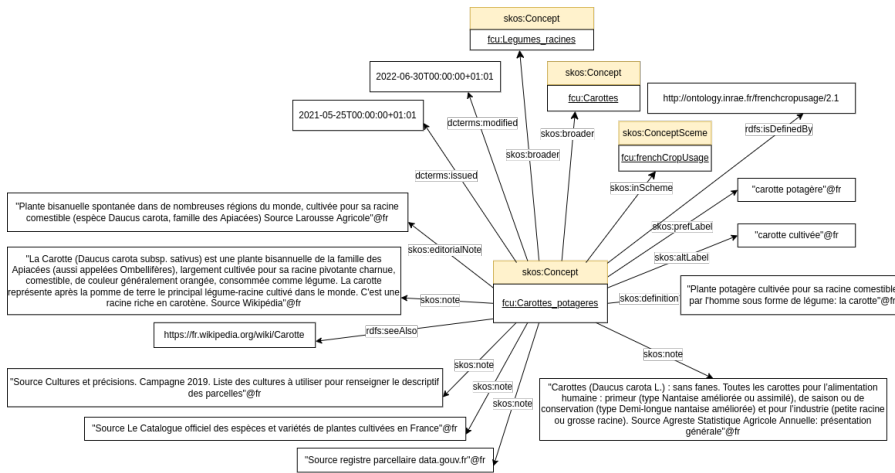 skos:Concept
fcu:Legumes_racines
2022-06-30T00:00:00+01:01
skos:Concept
fcu:Carottes
http://ontology.inrae.fr/frenchcropusage/2.1
2021-05-25T00:00:00+01:01
dcterms:modified
skos:broader
rdfs:isDefinedBy
skos:ConceptSceme
fcu:frenchCropUsage
skos:broader
dcterms:issued
skos:inScheme
"carotte potagère"@fr
"Plante bisanuelle spontanée dans de nombreuses régions du monde, cultivée pour sa racine
comestible (espèce Daucus carota, famille des Apiacées) Source Larousse Agricole"@fr
skos:prefLabel
"carotte cultivée"@fr
skos:editorialNote
skos:altLabel
"La Carotte (Daucus carota subsp. sativus) est une plante bisannuelle de la famille des
Apiacées (aussi appelées Ombellifères), largement cultivée pour sa racine pivotante charnue,
comestible, de couleur généralement orangée, consommée comme légume. La carotte
représente après la pomme de terre le principal légume-racine cultivé dans le monde. C'est une
racine riche en carotène. Source Wikipédia"@fr
skos:Concept
fcu:Carottes_potageres
skos:note
skos:definition
"Plante potagère cultivée pour sa racine comestible
par l'homme sous forme de légume: la carotte"@fr
https://fr.wikipedia.org/wiki/Carotte
rdfs:seeAlso
skos:note
skos:note
"Source Cultures et précisions. Campagne 2019. Liste des cultures à utiliser pour renseigner le descriptif
des parcelles"@fr
skos:note
skos:note
"Carottes (Daucus carota L.) : sans fanes. Toutes les carottes pour l'alimentation
humaine : primeur (type Nantaise améliorée ou assimilé), de saison ou de
conservation (type Demi-longue nantaise améliorée) et pour l'industrie (petite racine
ou grosse racine). Source Agreste Statistique Agricole Annuelle: présentation
générale"@fr
"Source Le Catalogue officiel des espèces et variétés de plantes cultivées en France"@fr
"Source registre parcellaire data.gouv.fr"@fr